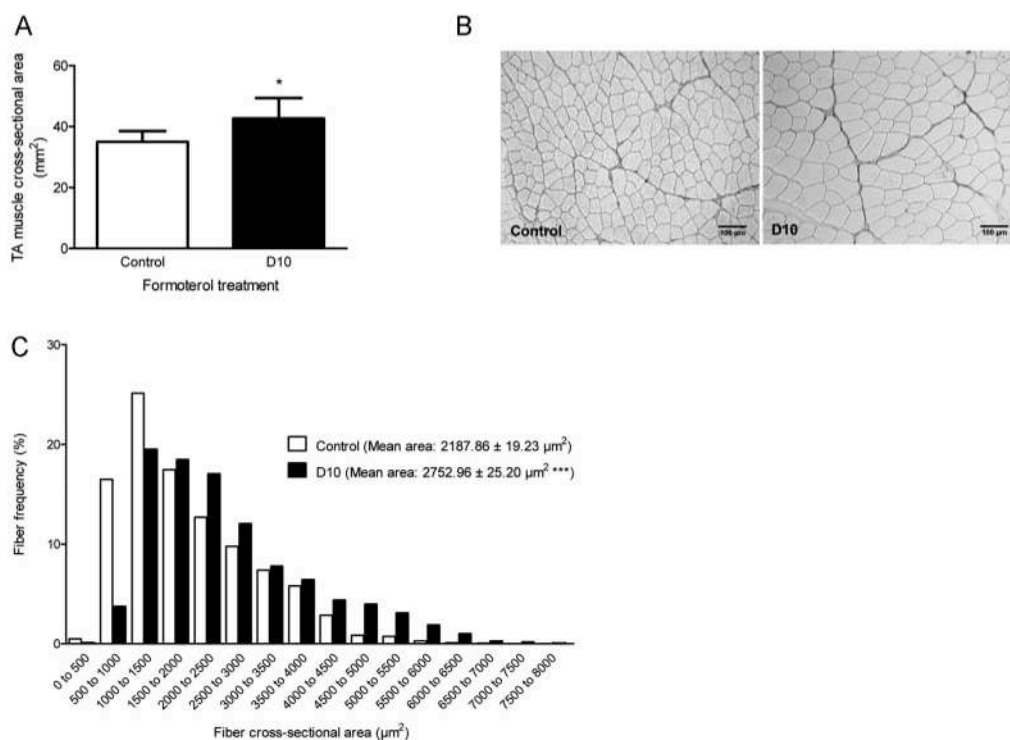 A
TA muscle cross-sectional area
(mm²)
60
40
20
0
*
Control
D10
Formoterol treatment
B
Control
100 µm
D10
100 µm
C
Fiber frequency (%)
30
20
10
0
Control (Mean area: 2187.86 ± 19.23 µm²)
D10 (Mean area: 2752.96 ± 25.20 µm² ***)
0 to 500
500 to 1000
1000 to 1500
1500 to 2000
2000 to 2500
2500 to 3000
3000 to 3500
3500 to 4000
4000 to 4500
4500 to 5000
5000 to 5500
5500 to 6000
6000 to 6500
6500 to 7000
7000 to 7500
7500 to 8000
Fiber cross-sectional area (µm²)